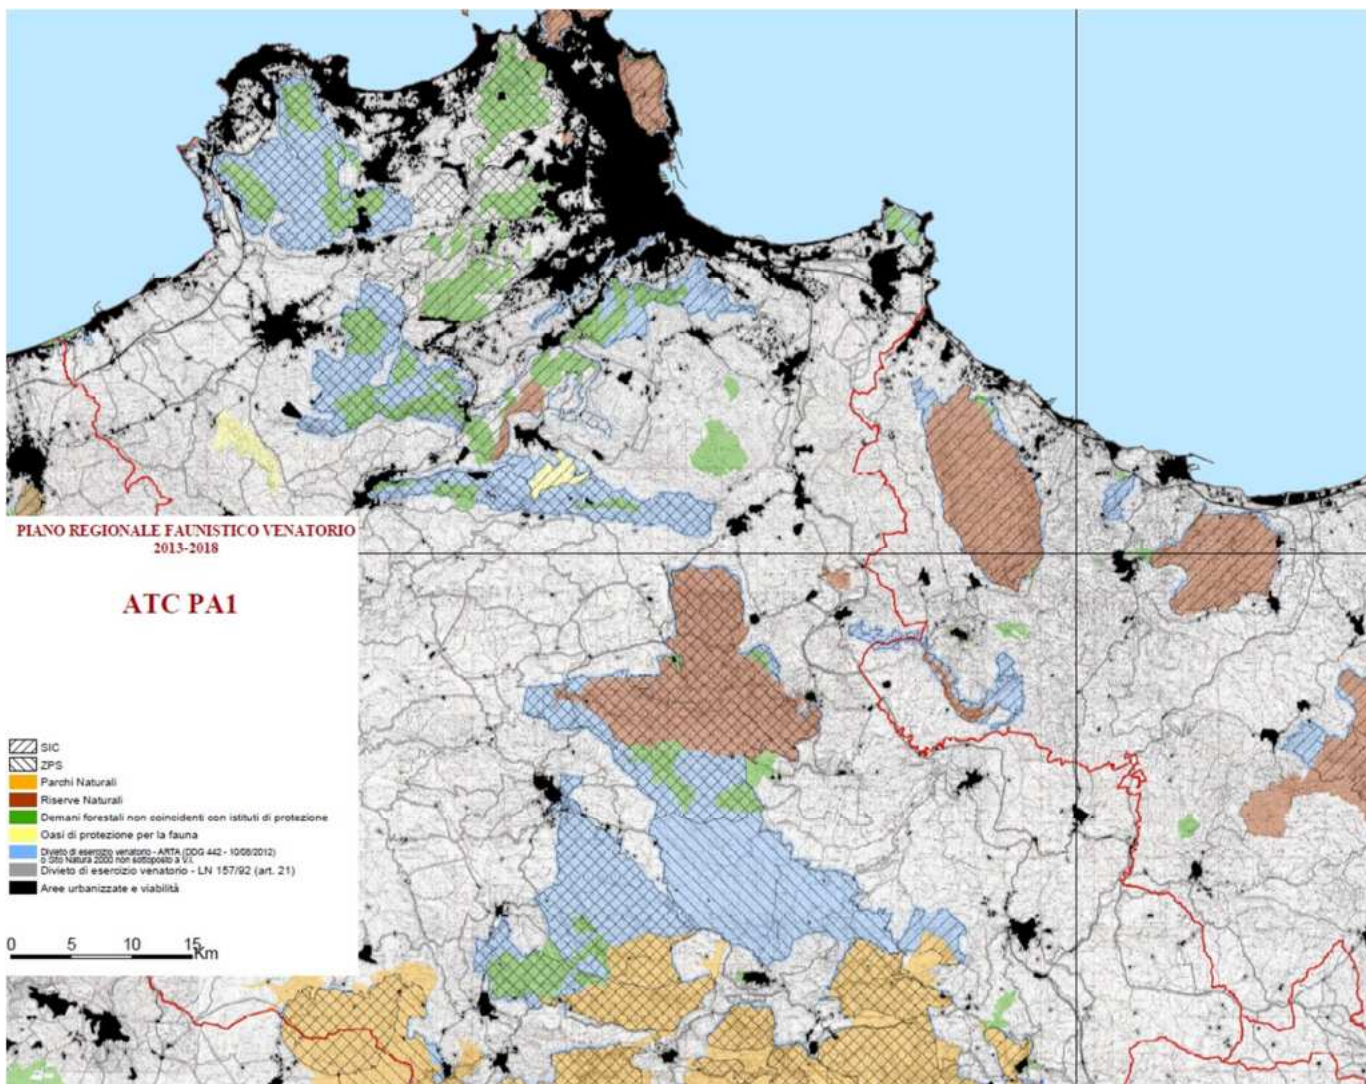 PIANO REGIONALE FAUNISTICO VENATORIO
2013-2018
ATC PA1
SIC
ZPS
Parchi Naturali
Riserve Naturali
Demani forestali non coincidenti con istituti di protezione
Oasi di protezione per la fauna
Divieto di esercizio venatorio - ARTA (DDG 442 - 10/08/2012)
o Sito Natura 2000 non sottoposto a V.I.
Divieto di esercizio venatorio - LN 157/92 (art. 21)
Aree urbanizzate e viabilità
0 5 10 15 Km